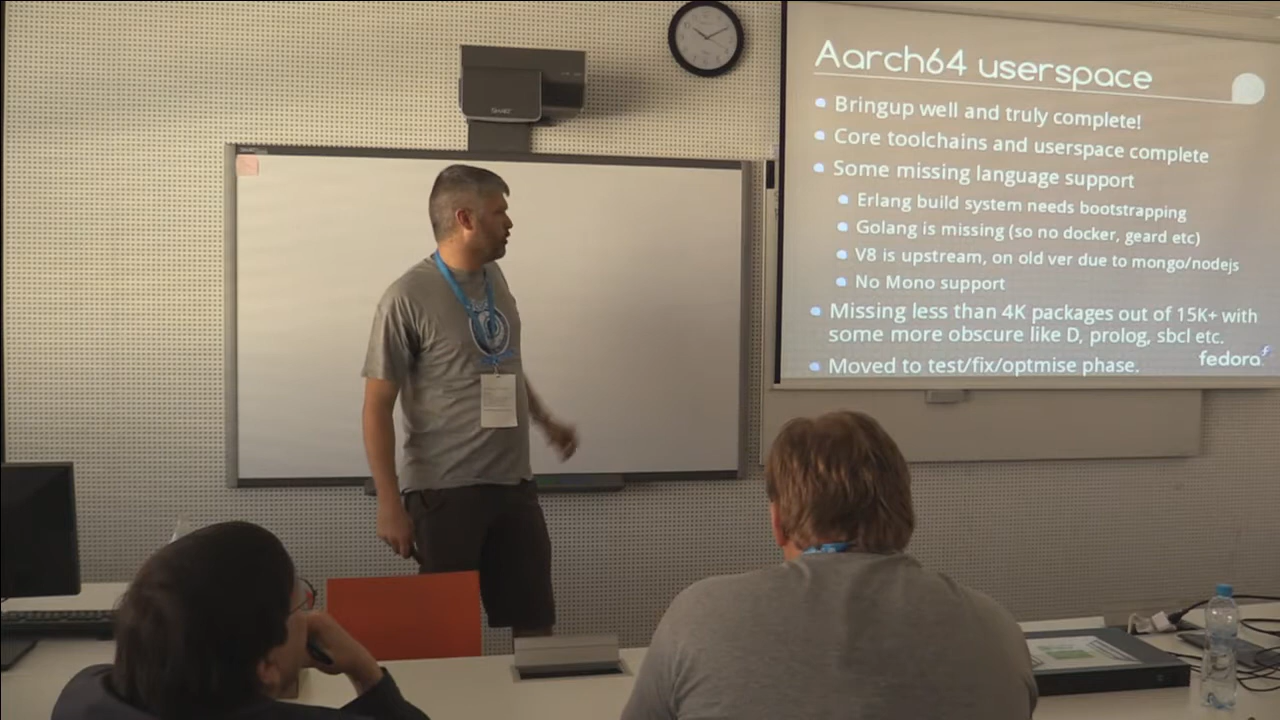 SMART
Aarch64 userspace
Bringup well and truly complete!
Core toolchains and userspace complete
Some missing language support
Erlang build system needs bootstrapping
Golang is missing (so no docker, geard etc)
V8 is upstream, on old ver due to mongo/nodejs
No Mono support
Missing less than 4K packages out of 15K+ with
some more obscure like D, prolog, sbcl etc.
Moved to test/fix/optmise phase.
fedora